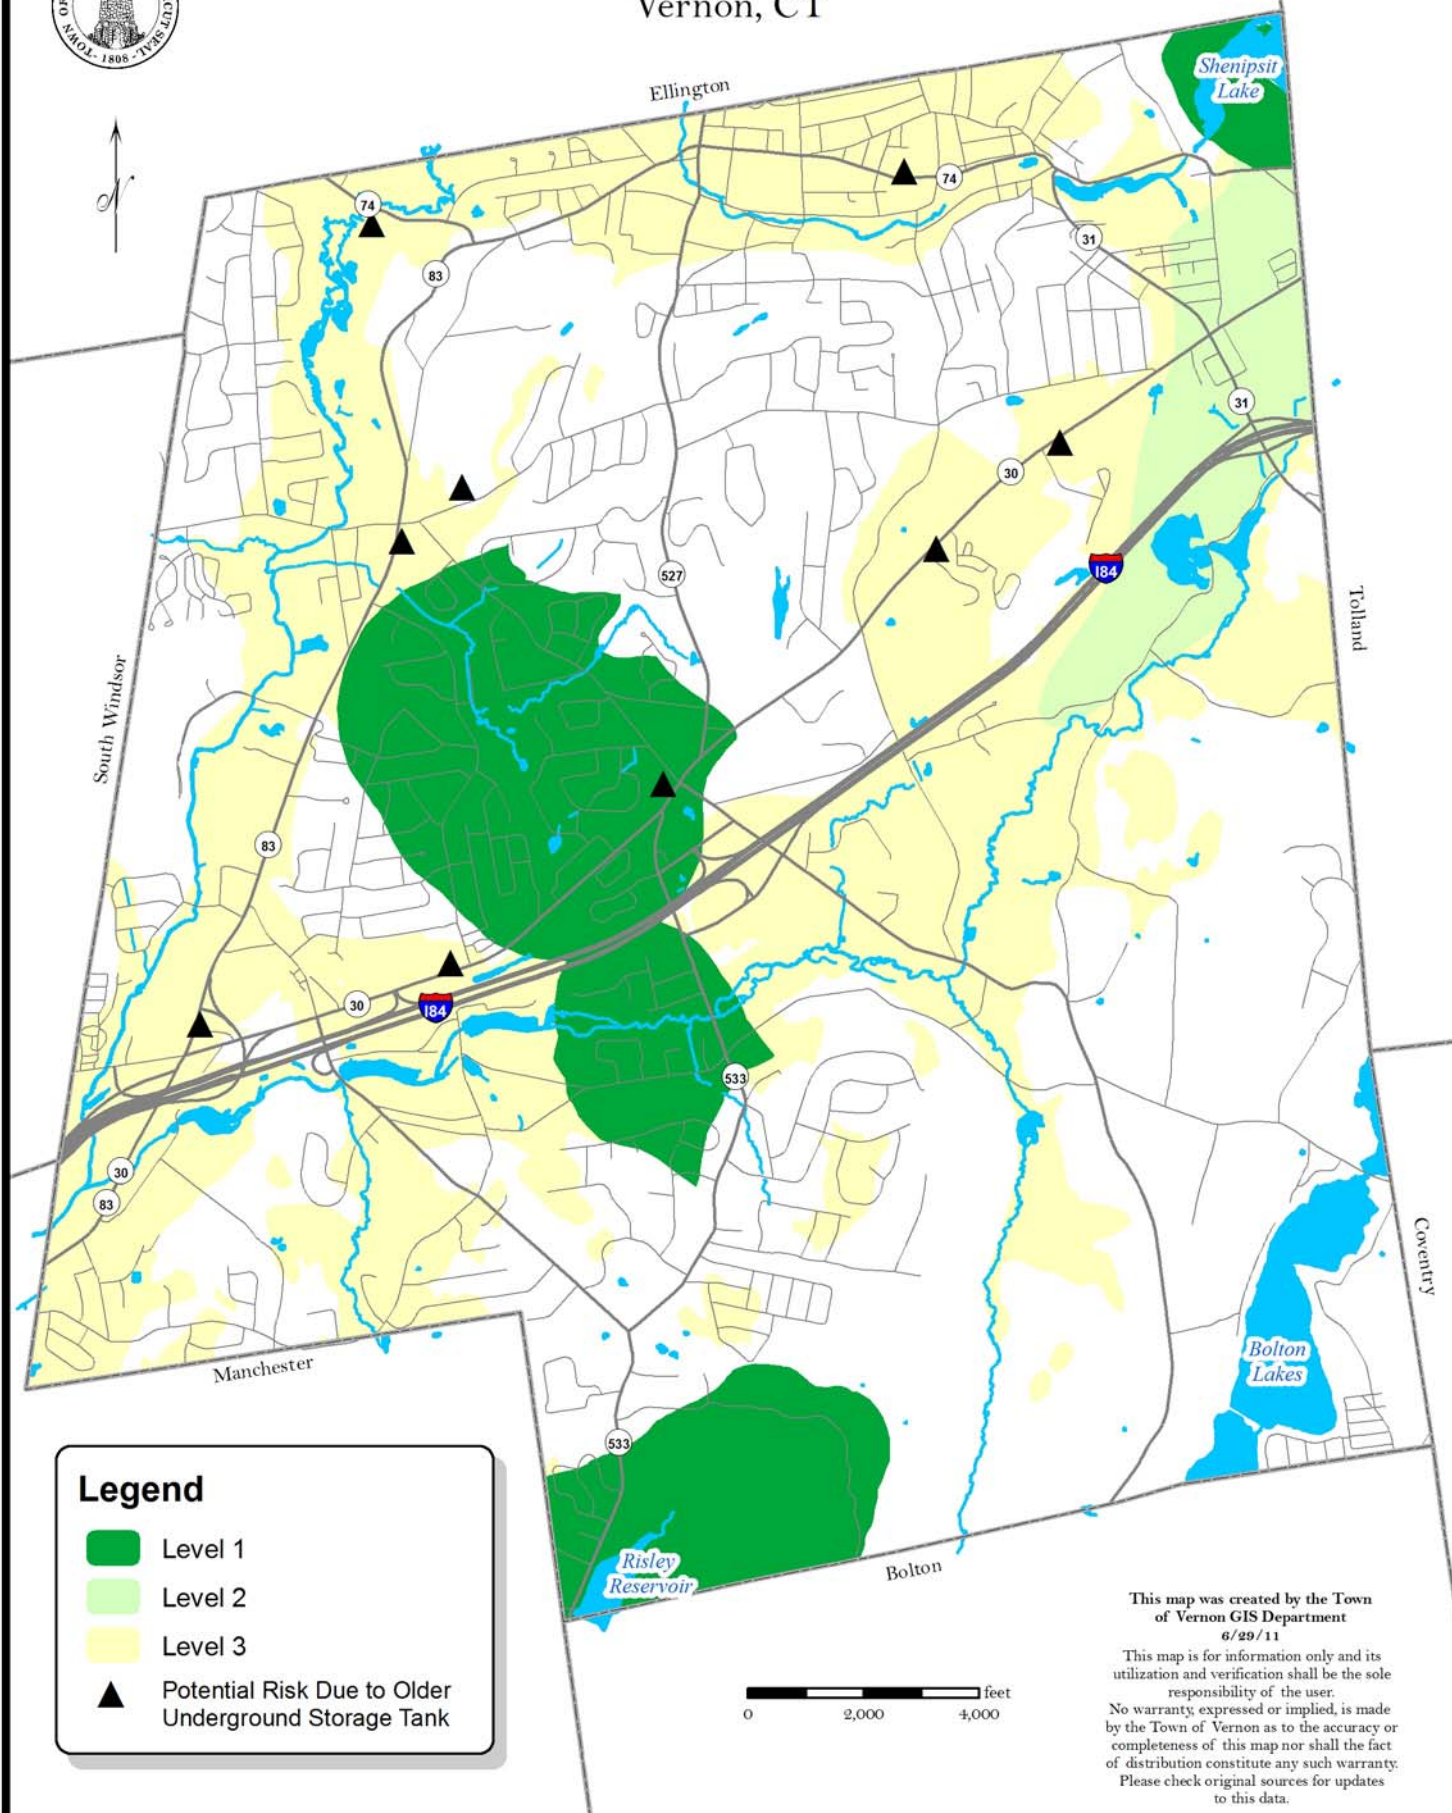 Vernon, CT
TOWN OF
CUT SEAL
- 1808 -
Ellington
Shenipsit
Lake
N
74
74
31
83
31
30
527
I84
Tolland
South Windsor
83
30
I84
533
30
83
Coventry
Manchester
Bolton
Lakes
533
Risley
Reservoir
Bolton
Legend
Level 1
Level 2
Level 3
Potential Risk Due to Older
Underground Storage Tank
feet
0 2,000 4,000
This map was created by the Town
of Vernon GIS Department
6/29/11
This map is for information only and its
utilization and verification shall be the sole
responsibility of the user.
No warranty, expressed or implied, is made
by the Town of Vernon as to the accuracy or
completeness of this map nor shall the fact
of distribution constitute any such warranty.
Please check original sources for updates
to this data.